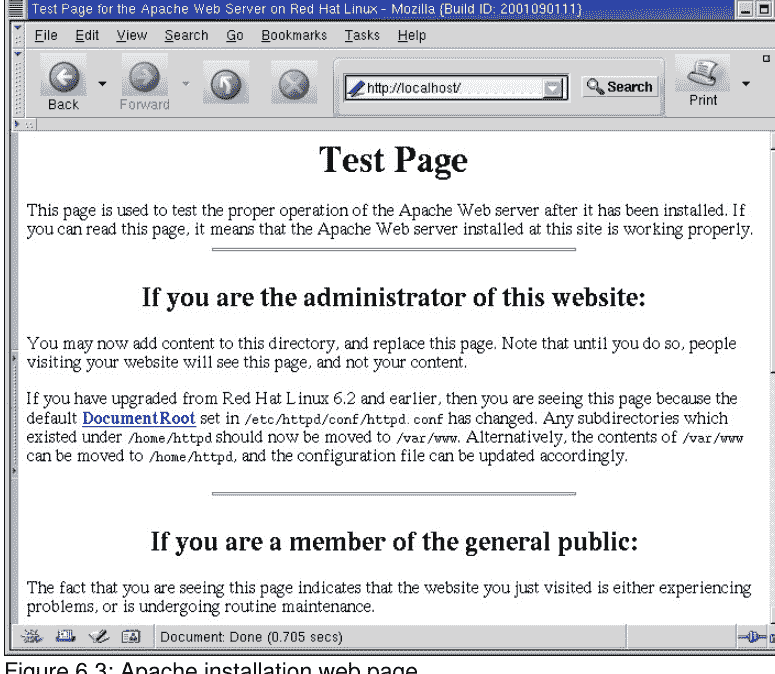 Test Page for the Apache Web Server on Red Hat Linux - Mozilla {Build ID: 2001090111}
File Edit View Search Go Bookmarks Tasks Help
http://localhost/
Search
Back Forward Print
Test Page
This page is used to test the proper operation of the Apache Web server after it has been installed. If
you can read this page, it means that the Apache Web server installed at this site is working properly.
If you are the administrator of this website:
You may now add content to this directory, and replace this page. Note that until you do so, people
visiting your website will see this page, and not your content.
If you have upgraded from Red Hat Linux 6.2 and earlier, then you are seeing this page because the
default DocumentRoot set in /etc/httpd/conf/httpd.conf has changed. Any subdirectories which
existed under /home/httpd should now be moved to /var/www. Alternatively, the contents of /var/www
can be moved to /home/httpd, and the configuration file can be updated accordingly.
If you are a member of the general public:
The fact that you are seeing this page indicates that the website you just visited is either experiencing
problems, or is undergoing routine maintenance.
Document: Done (0.705 secs)
Figure 6.3: Apache installation web page